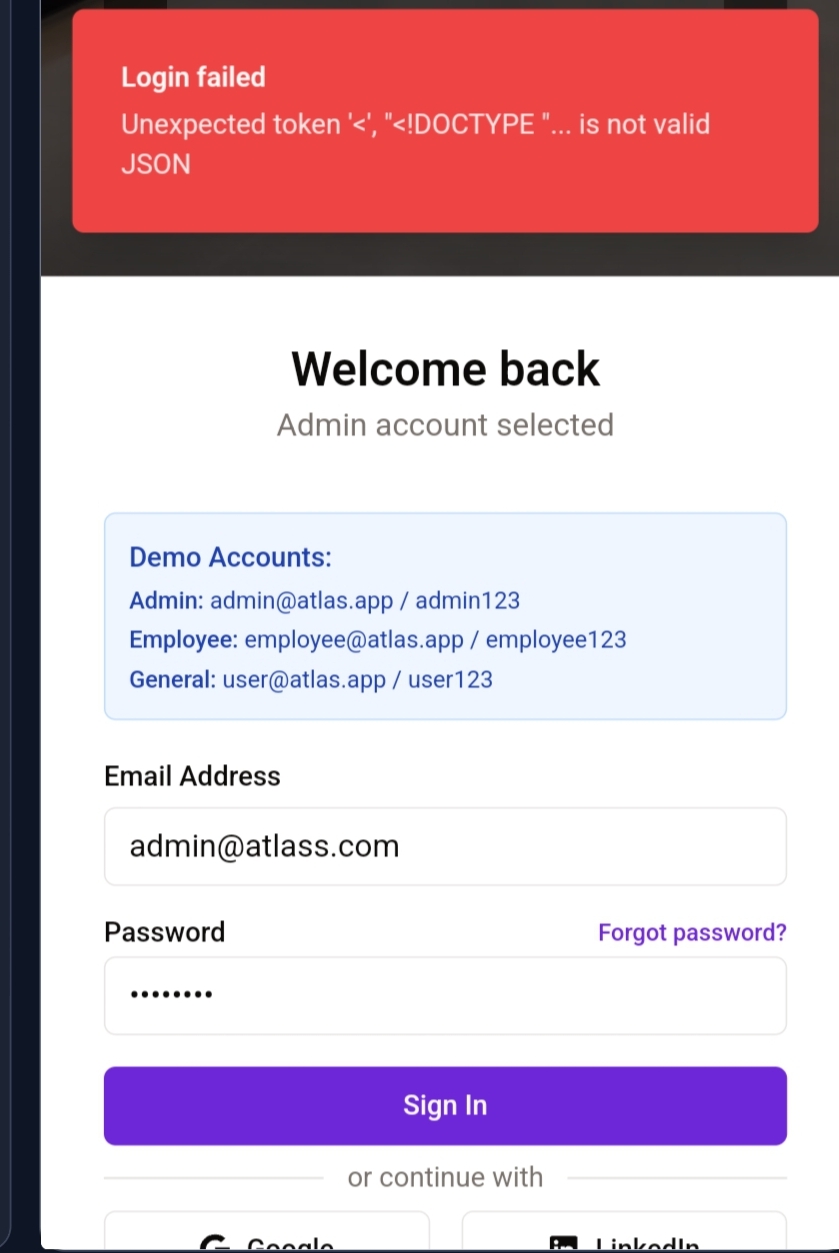 Login failed
Unexpected token '<', "<!DOCTYPE "... is not valid
JSON
Welcome back
Admin account selected
Demo Accounts:
Admin: admin@atlas.app / admin123
Employee: employee@atlas.app / employee123
General: user@atlas.app / user123
Email Address
admin@atlass.com
Password Forgot password?
••••••••
Sign In
or continue with
Google LinkedIn